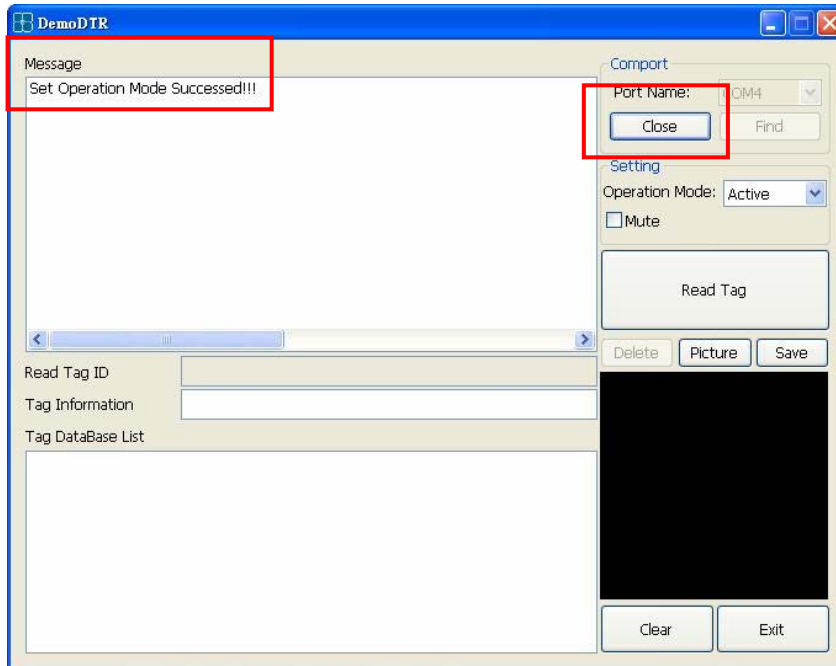 DemoDTR
Message
Set Operation Mode Successed!!!
Comport
Port Name: COM4
Close Find
Setting
Operation Mode: Active
Mute
Read Tag
Delete Picture Save
Read Tag ID
Tag Information
Tag DataBase List
Clear Exit